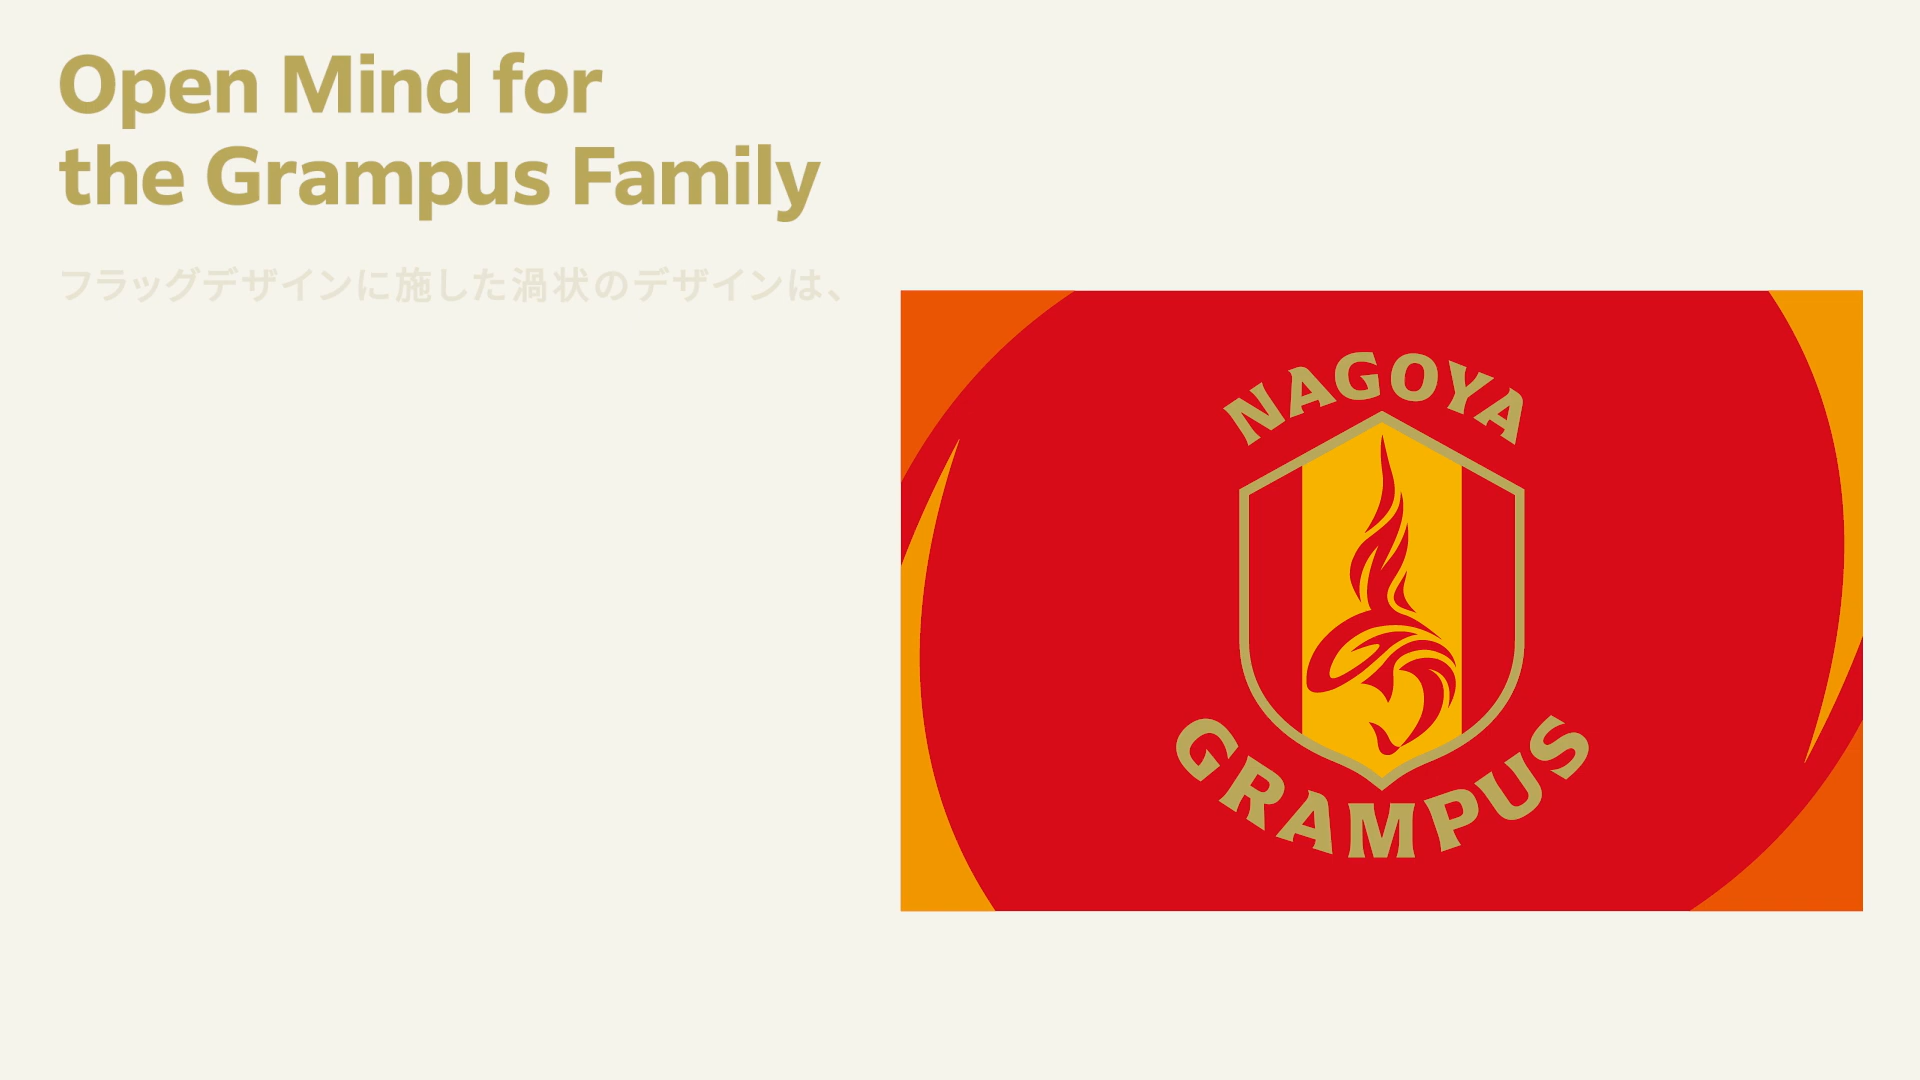 Open Mind for
the Grampus Family
フラッグデザインに施した渦状のデザインは、
NAGOYA
GRAMPUS